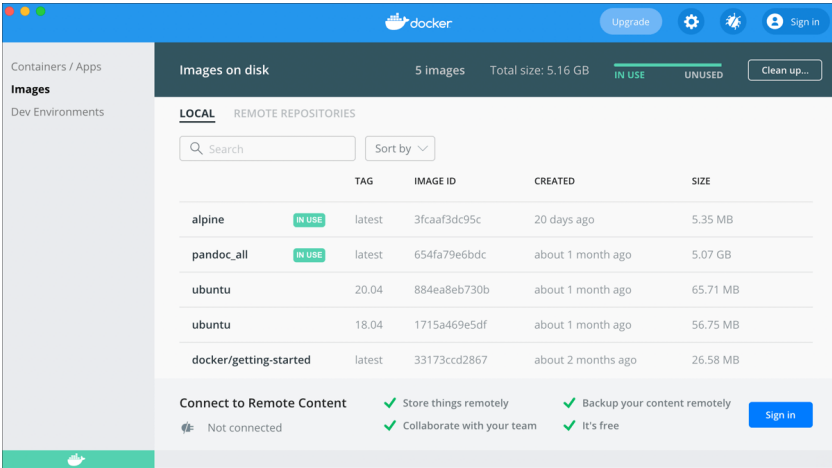 docker
Upgrade
Sign in
Containers / Apps
Images
Dev Environments
Images on disk
5 images
Total size: 5.16 GB
IN USE
UNUSED
Clean up...
LOCAL
REMOTE REPOSITORIES
Search
Sort by
TAG IMAGE ID CREATED SIZE
alpine IN USE latest 3fcaaf3dc95c 20 days ago 5.35 MB
pandoc_all IN USE latest 654fa79e6bdc about 1 month ago 5.07 GB
ubuntu 20.04 884ea8eb730b about 1 month ago 65.71 MB
ubuntu 18.04 1715a469e5df about 1 month ago 56.75 MB
docker/getting-started latest 33173ccd2867 about 2 months ago 26.58 MB
Connect to Remote Content
Not connected
Store things remotely
Collaborate with your team
Backup your content remotely
It's free
Sign in